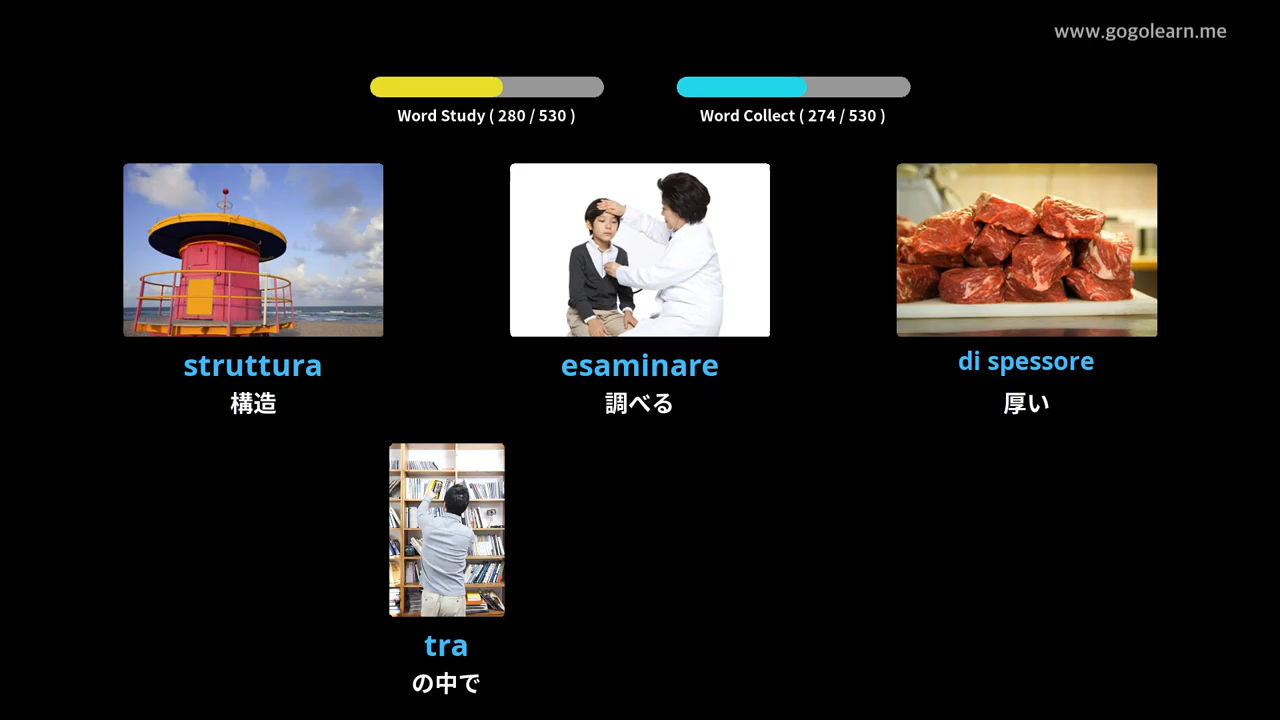 www.gogolearn.me
Word Study ( 280 / 530 )
Word Collect ( 274 / 530 )
struttura
構造
esaminare
調べる
di spessore
厚い
tra
の中で